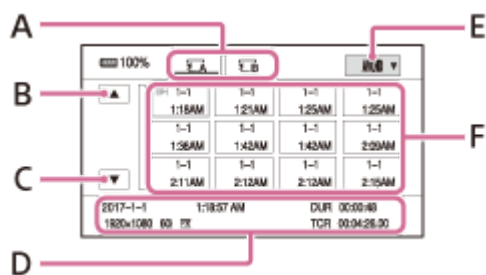 A E
100% A B
B
1-1 1-1 1-1 1-1
1:18AM 1:21AM 1:25AM 1:25AM
1-1 1-1 1-1 1-1
1:36AM 1:42AM 1:42AM 2:09AM
F
1-1 1-1 1-1 1-1
C
2:11AM 2:12AM 2:12AM 2:15AM
2017-1-1 1:18:57 AM DUR 00:00:48
1920x1080 60 TCR 00:04:28.00
D